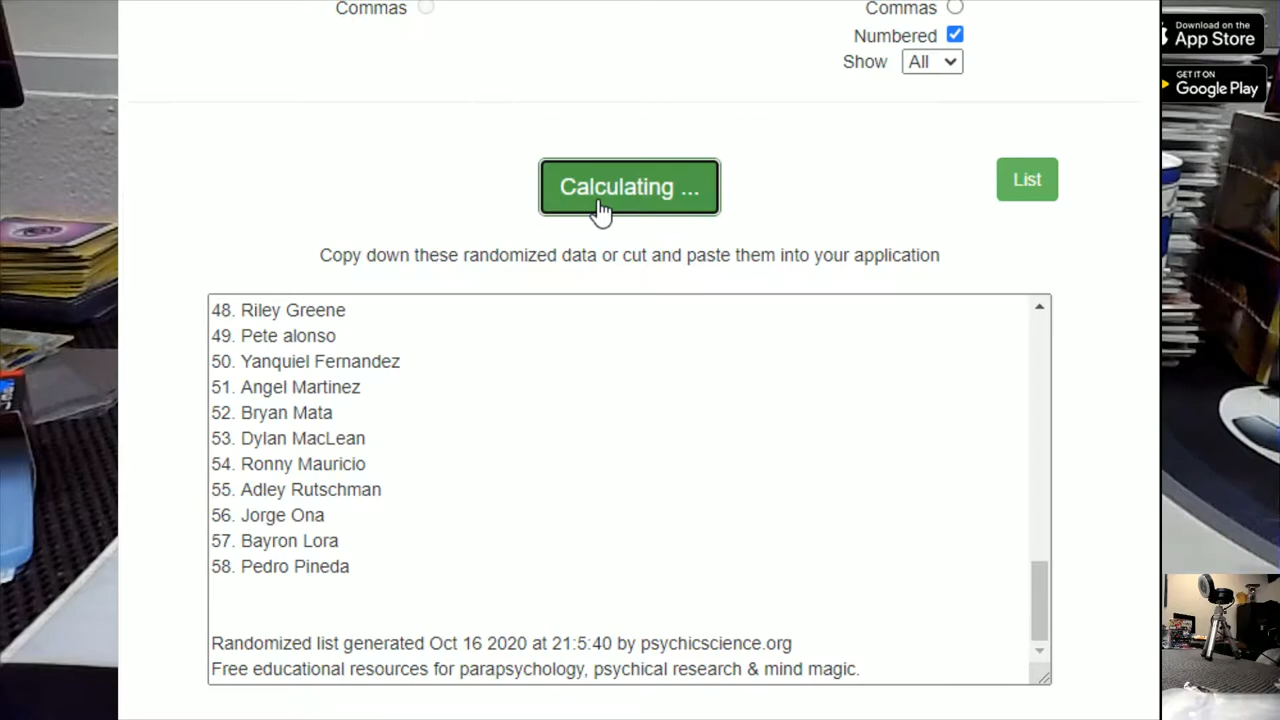 Commas
Commas
Download on the
App Store
Numbered
Show All
GET IT ON
Google Play
Calculating ...
List
Copy down these randomized data or cut and paste them into your application
48. Riley Greene
49. Pete alonso
50. Yanquiel Fernandez
51. Angel Martinez
52. Bryan Mata
53. Dylan MacLean
54. Ronny Mauricio
55. Adley Rutschman
56. Jorge Ona
57. Bayron Lora
58. Pedro Pineda
Randomized list generated Oct 16 2020 at 21:5:40 by psychicscience.org
Free educational resources for parapsychology, psychical research & mind magic.